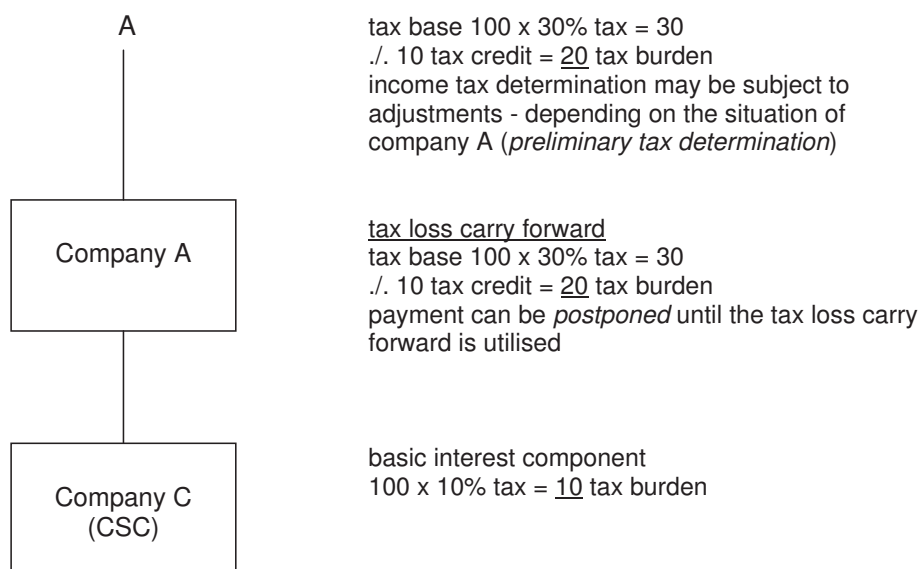 A
tax base 100 x 30% tax = 30
./. 10 tax credit = 20 tax burden
income tax determination may be subject to
adjustments - depending on the situation of
company A (preliminary tax determination)
Company A
tax loss carry forward
tax base 100 x 30% tax = 30
./. 10 tax credit = 20 tax burden
payment can be postponed until the tax loss carry
forward is utilised
Company C
(CSC)
basic interest component
100 x 10% tax = 10 tax burden